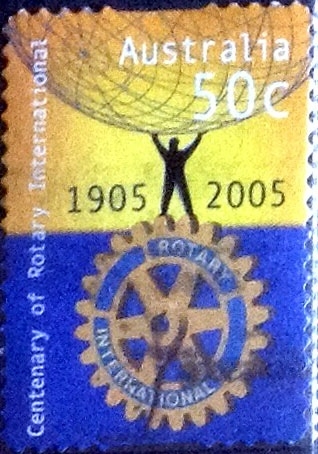 Australia
50c
1905 2005
Centenary of Rotary International
ROTARY
INTERNATIONAL